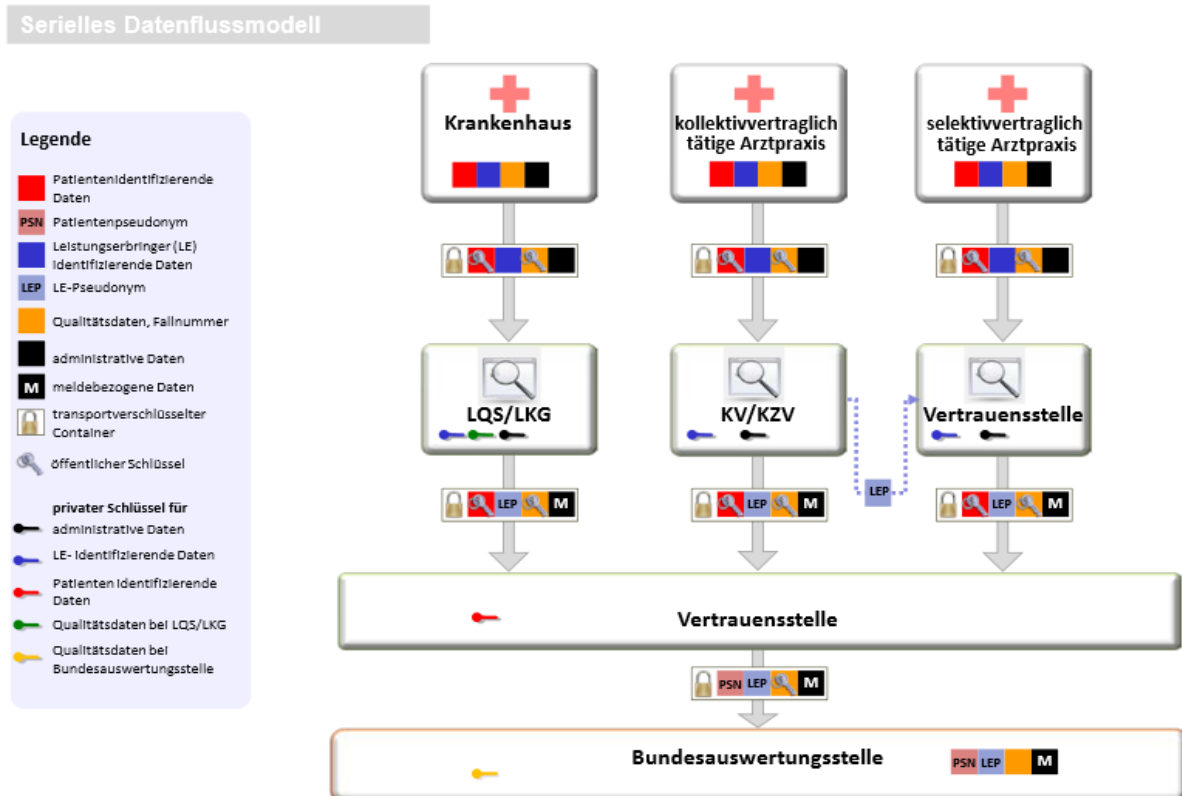 Serielles Datenflussmodell
Krankenhaus
kollektivvertraglich
tätige Arztpraxis
selektivvertraglich
tätige Arztpraxis
Legende
Patientenidentifizierende
Daten
PSN Patientenpseudonym
Leistungserbringer (LE)
Identifizierende Daten
LEP LE-Pseudonym
Qualitätsdaten, Fallnummer
administrative Daten
M meldebezogene Daten
transportverschlüsselter
Container
öffentlicher Schlüssel
privater Schlüssel für
administrative Daten
LE- Identifizierende Daten
Patienten Identifizierende
Daten
Qualitätsdaten bei LQS/LKG
Qualitätsdaten bei
Bundesauswertungsstelle
LQS/LKG
KV/KZV
Vertrauensstelle
LEP
LEP M
LEP M
LEP M
Vertrauensstelle
PSN LEP M
Bundesauswertungsstelle
PSN LEP M